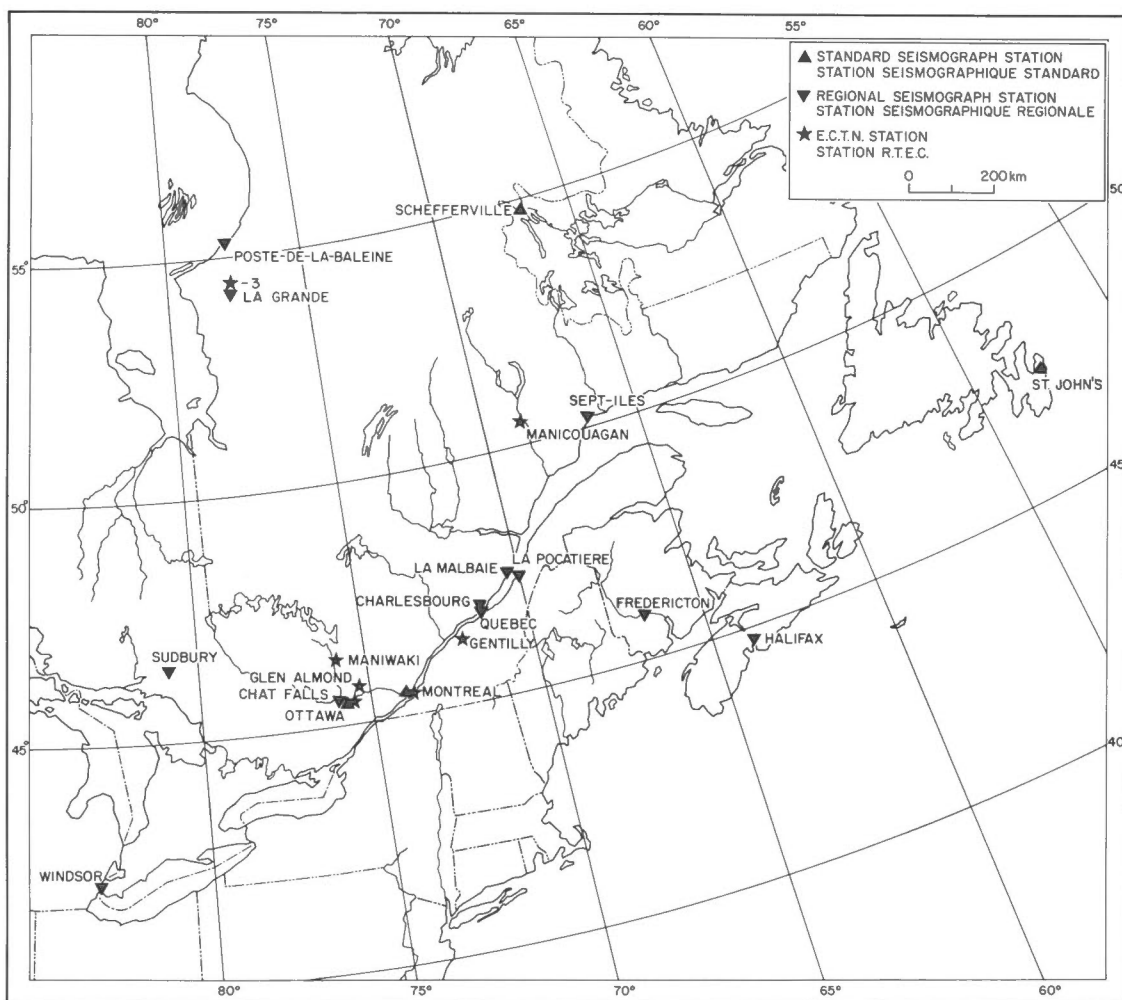 80°
75°
70°
65°
60°
55°
▲ STANDARD SEISMOGRAPH STATION
STATION SEISMOGRAPHIQUE STANDARD
▼ REGIONAL SEISMOGRAPH STATION
STATION SEISMOGRAPHIQUE REGIONALE
★ E.C.T.N. STATION
STATION R.T.E.C.
0 200 km
50
SCHEFFERVILLE
POSTE-DE-LA-BALEINE
55°
-3
LA GRANDE
ST. JOHN'S
SEPT-ILES
MANICOUAGAN
45°
50°
LA MALBAIE
LA POCATIERE
CHARLESBOURG
QUEBEC
FREDERICTON
GENTILLY
HALIFAX
SUDBURY
MANIWAKI
GLEN ALMOND
CHAT FALLS
MONTREAL
OTTAWA
45°
40°
WINDSOR
80°
75°
70°
65°
60°